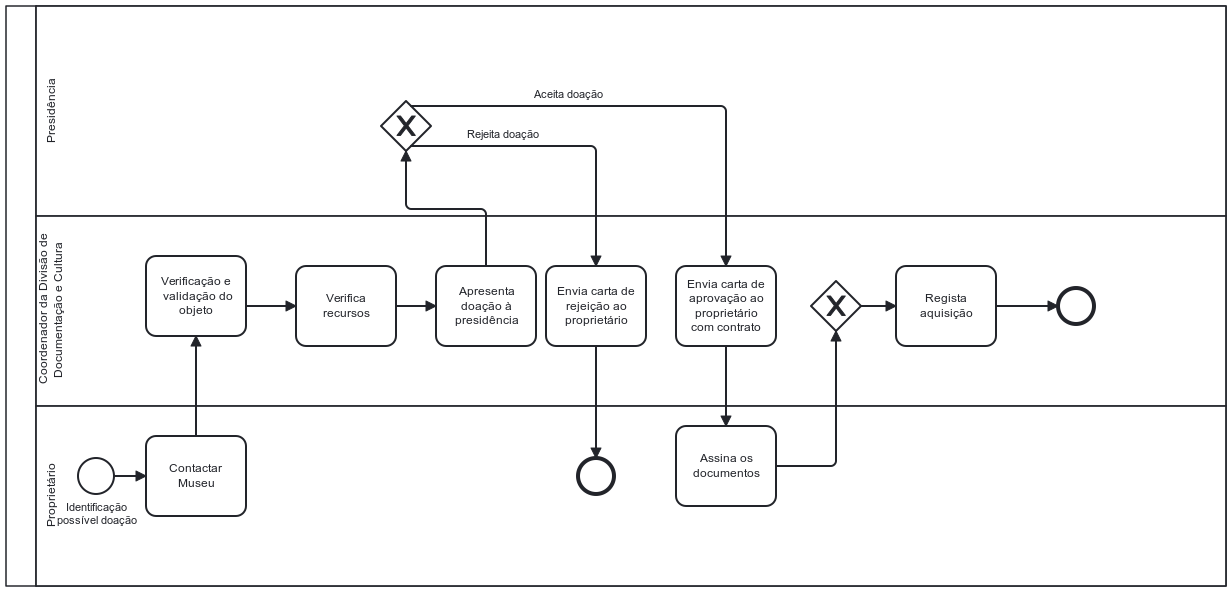 Presidência
Aceita doação
Rejeita doação
Coordenador da Divisão de
Documentação e Cultura
Verificação e
validação do
objeto
Verifica
recursos
Apresenta
doação à
presidência
Envia carta de
rejeição ao
proprietário
Envia carta de
aprovação ao
proprietário
com contrato
Regista
aquisição
Proprietário
Identificação
possível doação
Contactar
Museu
Assina os
documentos